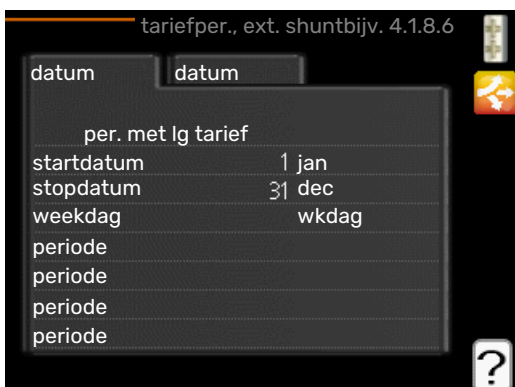 tariefper., ext. shuntbijv. 4.1.8.6
datum datum
per. met lg tarief
startdatum 1 jan
stopdatum 31 dec
weekdag wkdag
periode
periode
periode
periode
?